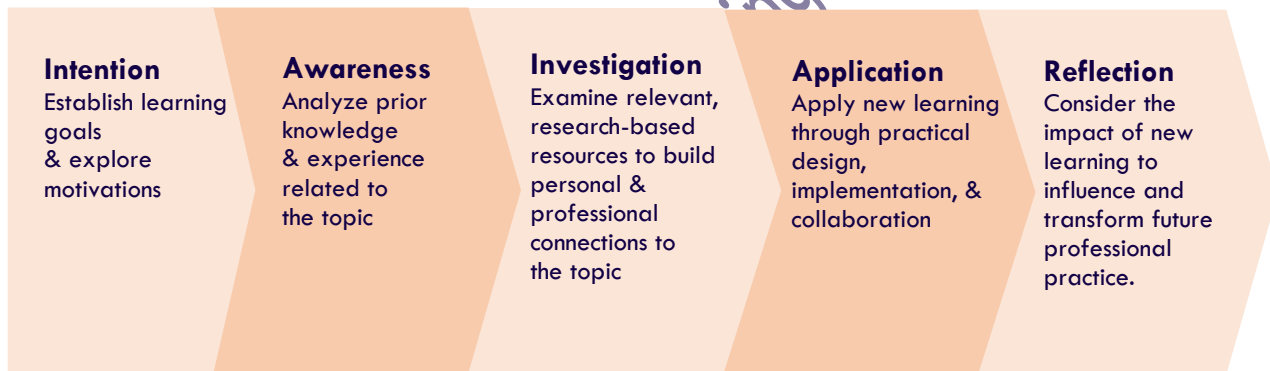 Intention
Establish learning
goals
& explore
motivations
Awareness
Analyze prior
knowledge
& experience
related to
the topic
Investigation
Examine relevant,
research-based
resources to build
personal &
professional
connections to
the topic
Application
Apply new learning
through practical
design,
implementation, &
collaboration
Reflection
Consider the
impact of new
learning to
influence and
transform future
professional
practice.